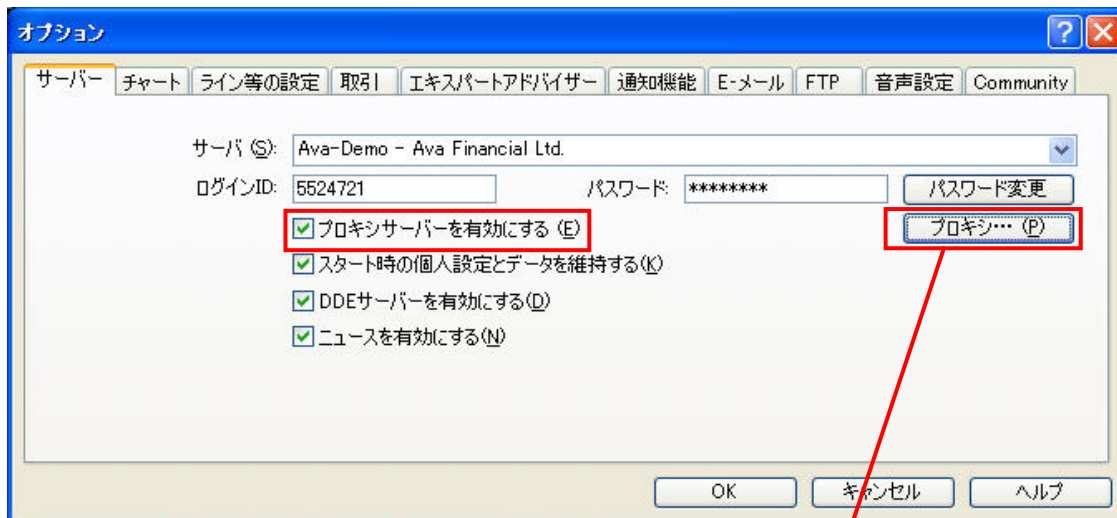 オプション
サーバー チャート ライン等の設定 取引 エキスパートアドバイザー 通知機能 E-メール FTP 音声設定 Community
サーバ (S): Ava-Demo - Ava Financial Ltd.
ログインID: 5524721 パスワード: ******** パスワード変更
プロキシサーバーを有効にする (E) プロキシ… (P)
スタート時の個人設定とデータを維持する(K)
DDEサーバーを有効にする(D)
ニュースを有効にする(N)
OK キャンセル ヘルプ